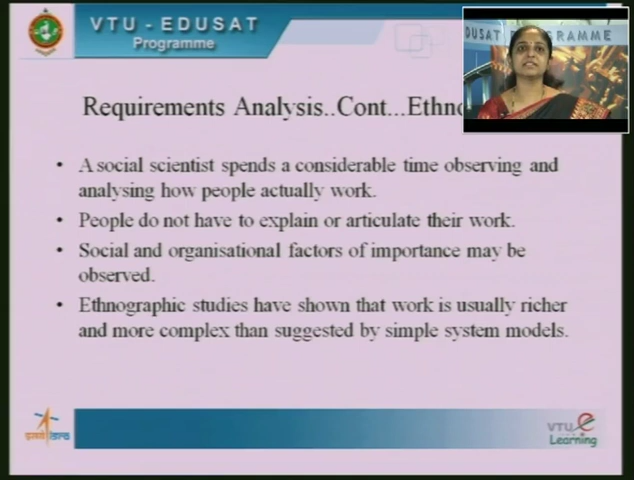 VTU - EDUSAT
Programme
EDUSAT PROGRAMME
Requirements Analysis..Cont...Ethno
• A social scientist spends a considerable time observing and
analysing how people actually work.
• People do not have to explain or articulate their work.
• Social and organisational factors of importance may be
observed.
• Ethnographic studies have shown that work is usually richer
and more complex than suggested by simple system models.
VTU e
Learning